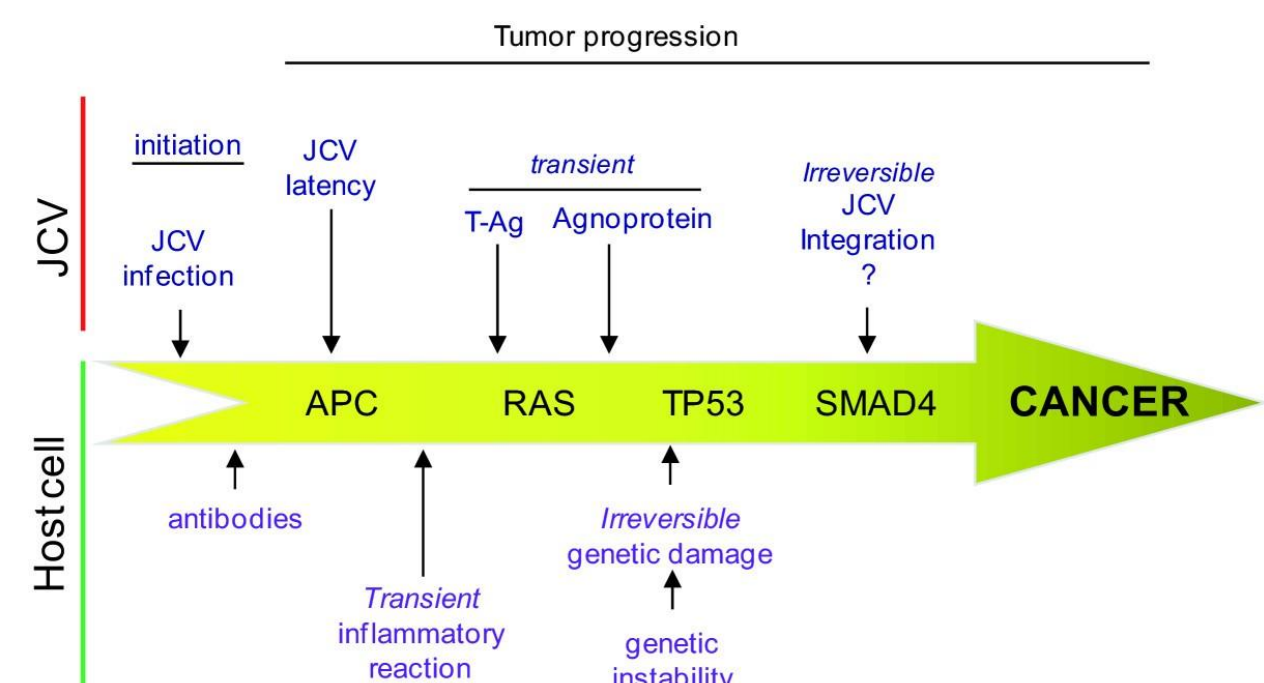 Tumor progression
initiation
JCV
latency
transient
Irreversible
JCV
Integration
?
T-Ag
Agnoprotein
JCV
infection
JCV
APC
RAS
TP53
SMAD4
CANCER
Host cell
antibodies
Irreversible
genetic damage
Transient
inflammatory
reaction
genetic
instability